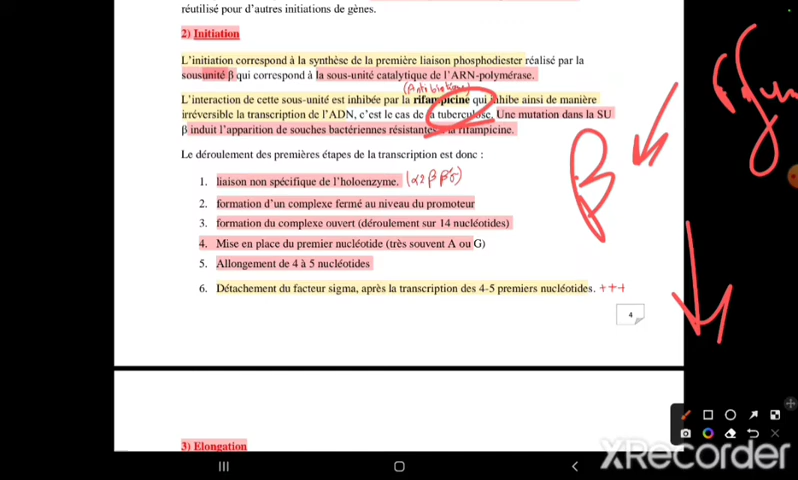 réutilisé pour d'autres initiations de gènes.
2) Initiation
L'initiation correspond à la synthèse de la première liaison phosphodiester réalisé par la
sousunité β qui correspond à la sous-unité catalytique de l'ARN-polymérase.
(Antibiotique)
L'interaction de cette sous-unité est inhibée par la rifampicine qui inhibe ainsi de manière
irréversible la transcription de l'ADN, c'est le cas de la tuberculose. Une mutation dans la SU
β induit l'apparition de souches bactériennes résistantes à la rifampicine.
Le déroulement des premières étapes de la transcription est donc :
1. liaison non spécifique de l'holoenzyme. (α2 β β'σ)
2. formation d'un complexe fermé au niveau du promoteur
3. formation du complexe ouvert (déroulement sur 14 nucléotides)
4. Mise en place du premier nucléotide (très souvent A ou G)
5. Allongement de 4 à 5 nucléotides
6. Détachement du facteur sigma, après la transcription des 4-5 premiers nucléotides. +++
β
4
3) Elongation
XRecorder